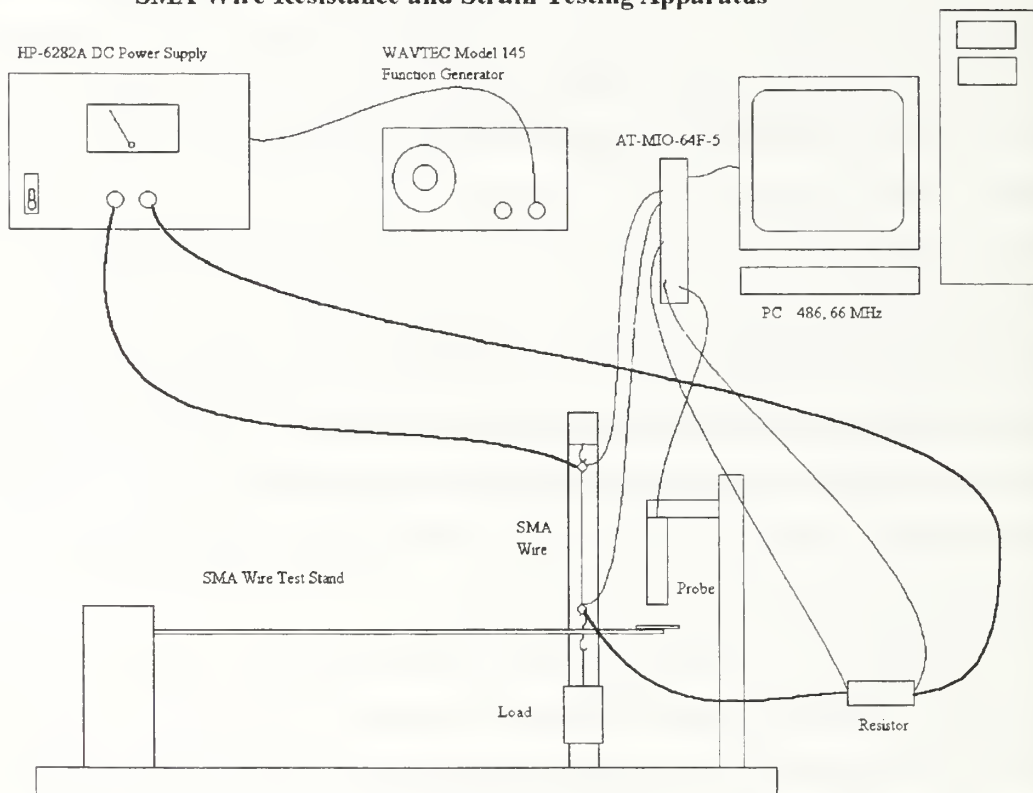 SMA Wire Resistance and Strain Testing Apparatus
HP-6282A DC Power Supply
WAVTEC Model 145
Function Generator
AT-MIO-64F-5
PC 486, 66 MHz
SMA
Wire
SMA Wire Test Stand
Probe
Load
Resistor